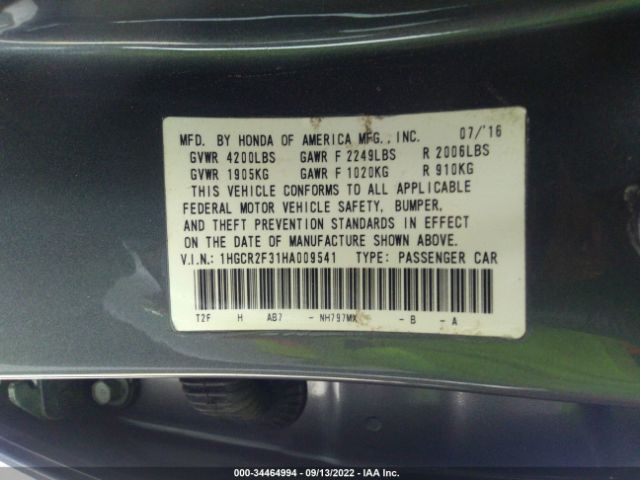 MFD. BY HONDA OF AMERICA MFG., INC. 07/'16
GVWR 4200LBS GAWR F 2249LBS R 2006LBS
GVWR 1905KG GAWR F 1020KG R 910KG
THIS VEHICLE CONFORMS TO ALL APPLICABLE
FEDERAL MOTOR VEHICLE SAFETY, BUMPER,
AND THEFT PREVENTION STANDARDS IN EFFECT
ON THE DATE OF MANUFACTURE SHOWN ABOVE.
V.I.N.: 1HGCR2F31HA009541 TYPE: PASSENGER CAR
T2F H AB7 - NH797MX - B - A
000-34464994 - 09/13/2022 - IAA Inc.